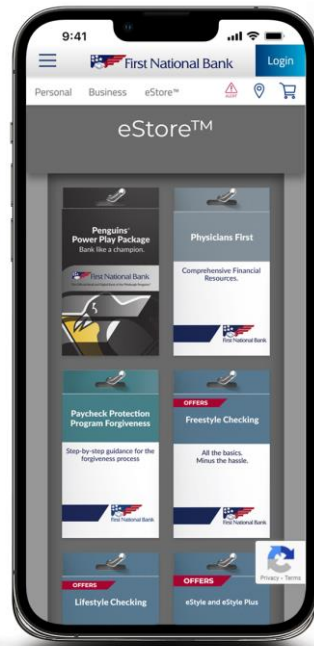 9:41
First National Bank
Login
Personal Business eStore™
eStore™
Penguins®
Power Play Package
Bank like a champion.
First National Bank
Physicians First
Comprehensive Financial
Resources.
First National Bank
Paycheck Protection
Program Forgiveness
Step-by-step guidance for the
forgiveness process
First National Bank
OFFERS
Freestyle Checking
All the basics.
Minus the hassle.
First National Bank
OFFERS
Lifestyle Checking
OFFERS
eStyle and eStyle Plus
Privacy - Terms